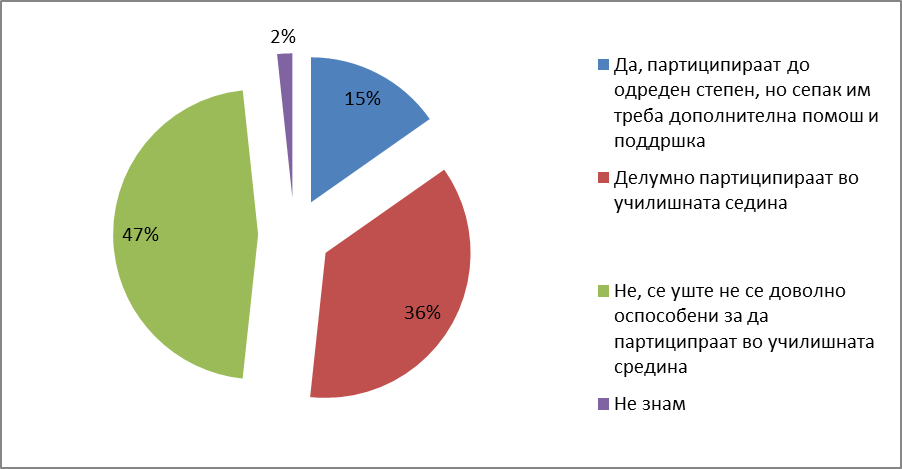 2%
15%
47%
36%
Да, партиципираат до
одреден степен, но сепак им
треба дополнителна помош и
поддршка
Делумно партиципираат во
училишната седина
Не, се уште не се доволно
оспособени за да
партиципраат во училишната
средина
Не знам